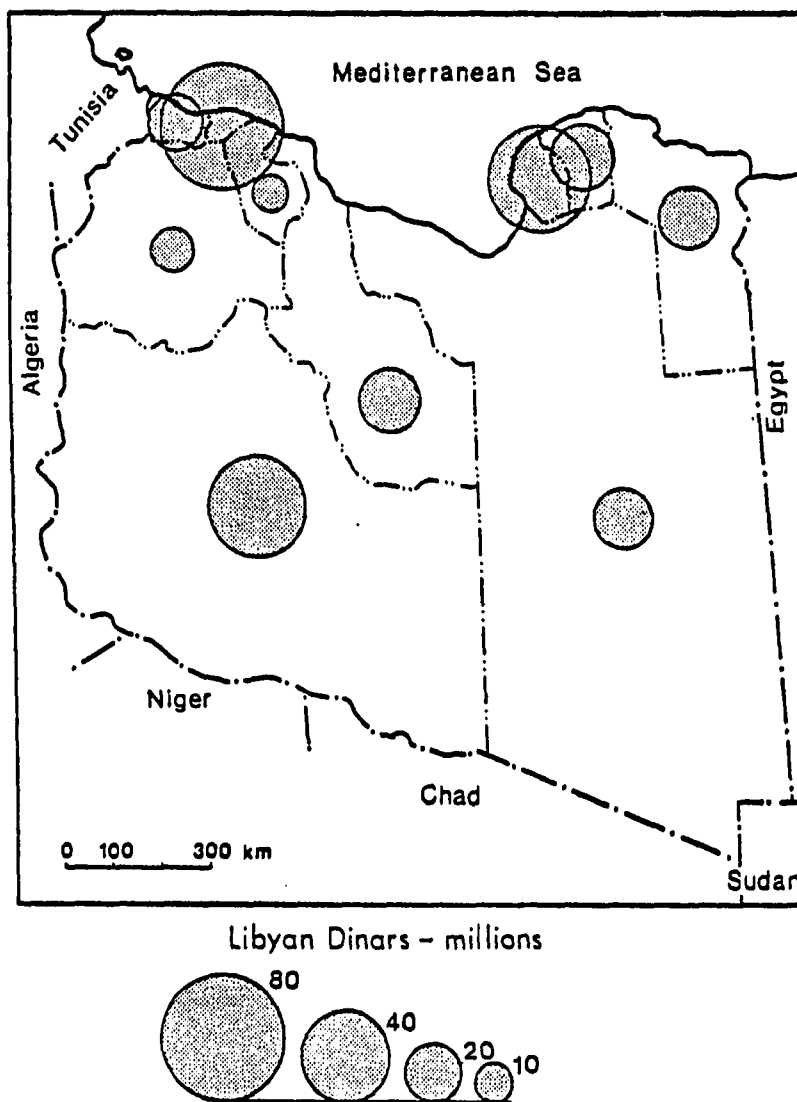 Mediterranean Sea
Tunisia
Algeria
Egypt
Niger
Chad
0 100 300 km
Sudan
Libyan Dinars – millions
80
40
20
10